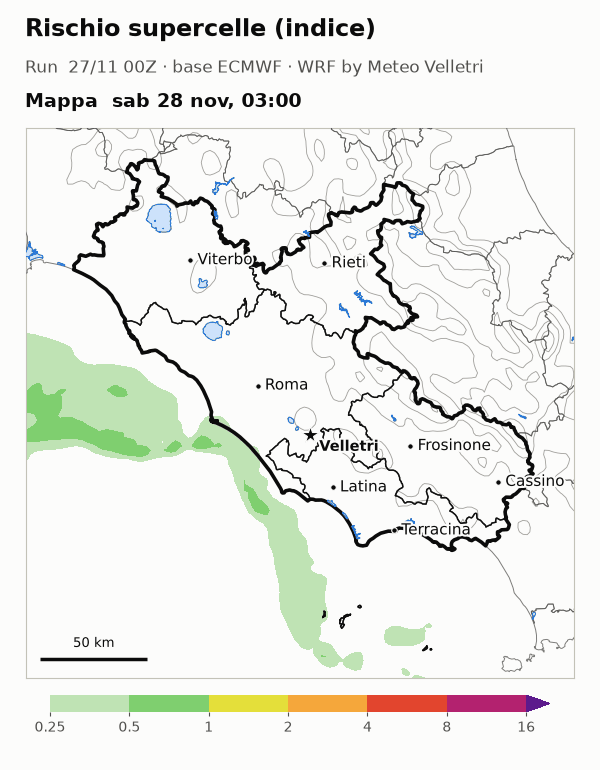 Rischio supercelle (indice)
Run  27/11 00Z · base ECMWF · WRF by Meteo Velletri
Mappa  sab 28 nov, 03:00
Viterbo
Rieti
Roma
Velletri
Frosinone
Cassino
Latina
Terracina
50 km
0.25 0.5 1 2 4 8 16